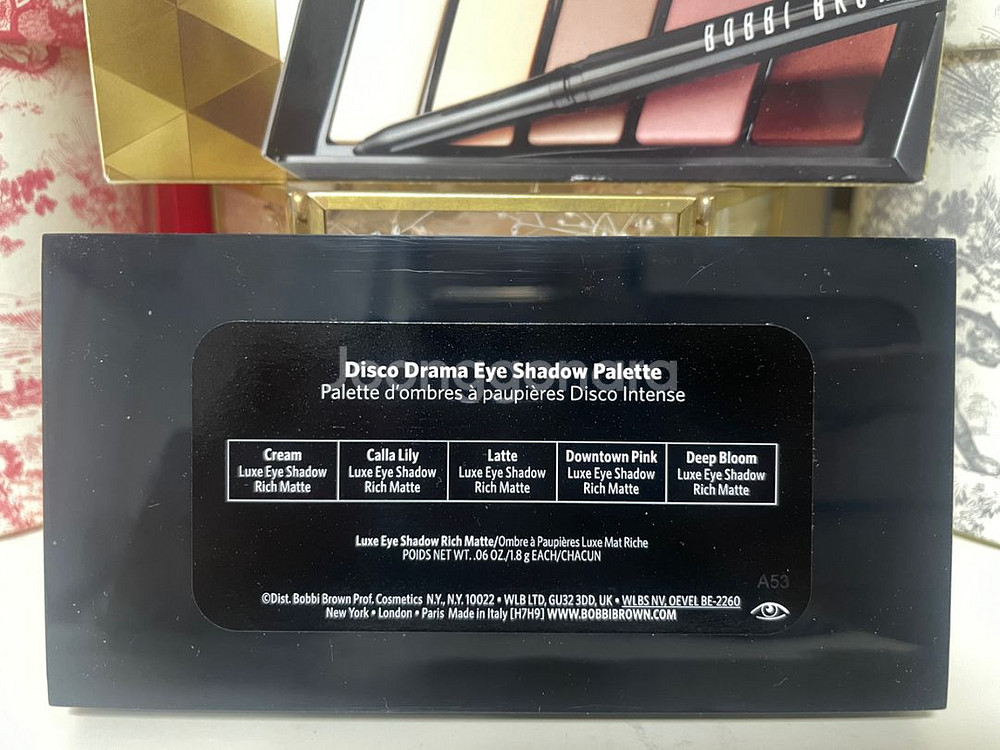 BOBBI BROWN
Disco Drama Eye Shadow Palette
Palette d'ombres à paupières Disco Intense
Cream Luxe Eye Shadow Rich Matte
Calla Lily Luxe Eye Shadow Rich Matte
Latte Luxe Eye Shadow Rich Matte
Downtown Pink Luxe Eye Shadow Rich Matte
Deep Bloom Luxe Eye Shadow Rich Matte
Luxe Eye Shadow Rich Matte/Ombre à Paupières Luxe Mat Riche
POIDS NET WT. .06 OZ./1.8 g EACH/CHACUN
A53
©Dist. Bobbi Brown Prof. Cosmetics N.Y., N.Y. 10022 • WLB LTD, GU32 3DD, UK • WLBS NV, OEVEL BE-2260
New York • London • Paris Made in Italy [H7H9] WWW.BOBBIBROWN.COM